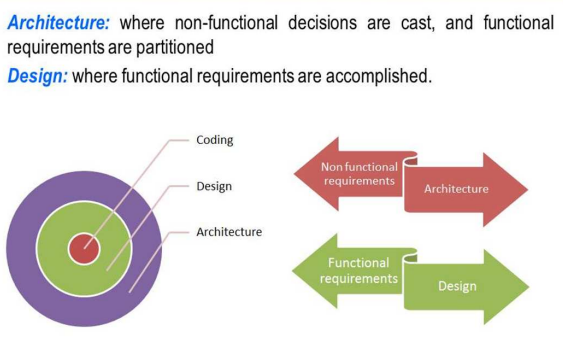 Architecture: where non-functional decisions are cast, and functional
requirements are partitioned
Design: where functional requirements are accomplished.
Coding
Design
Architecture
Non functional
requirements
Architecture
Functional
requirements
Design